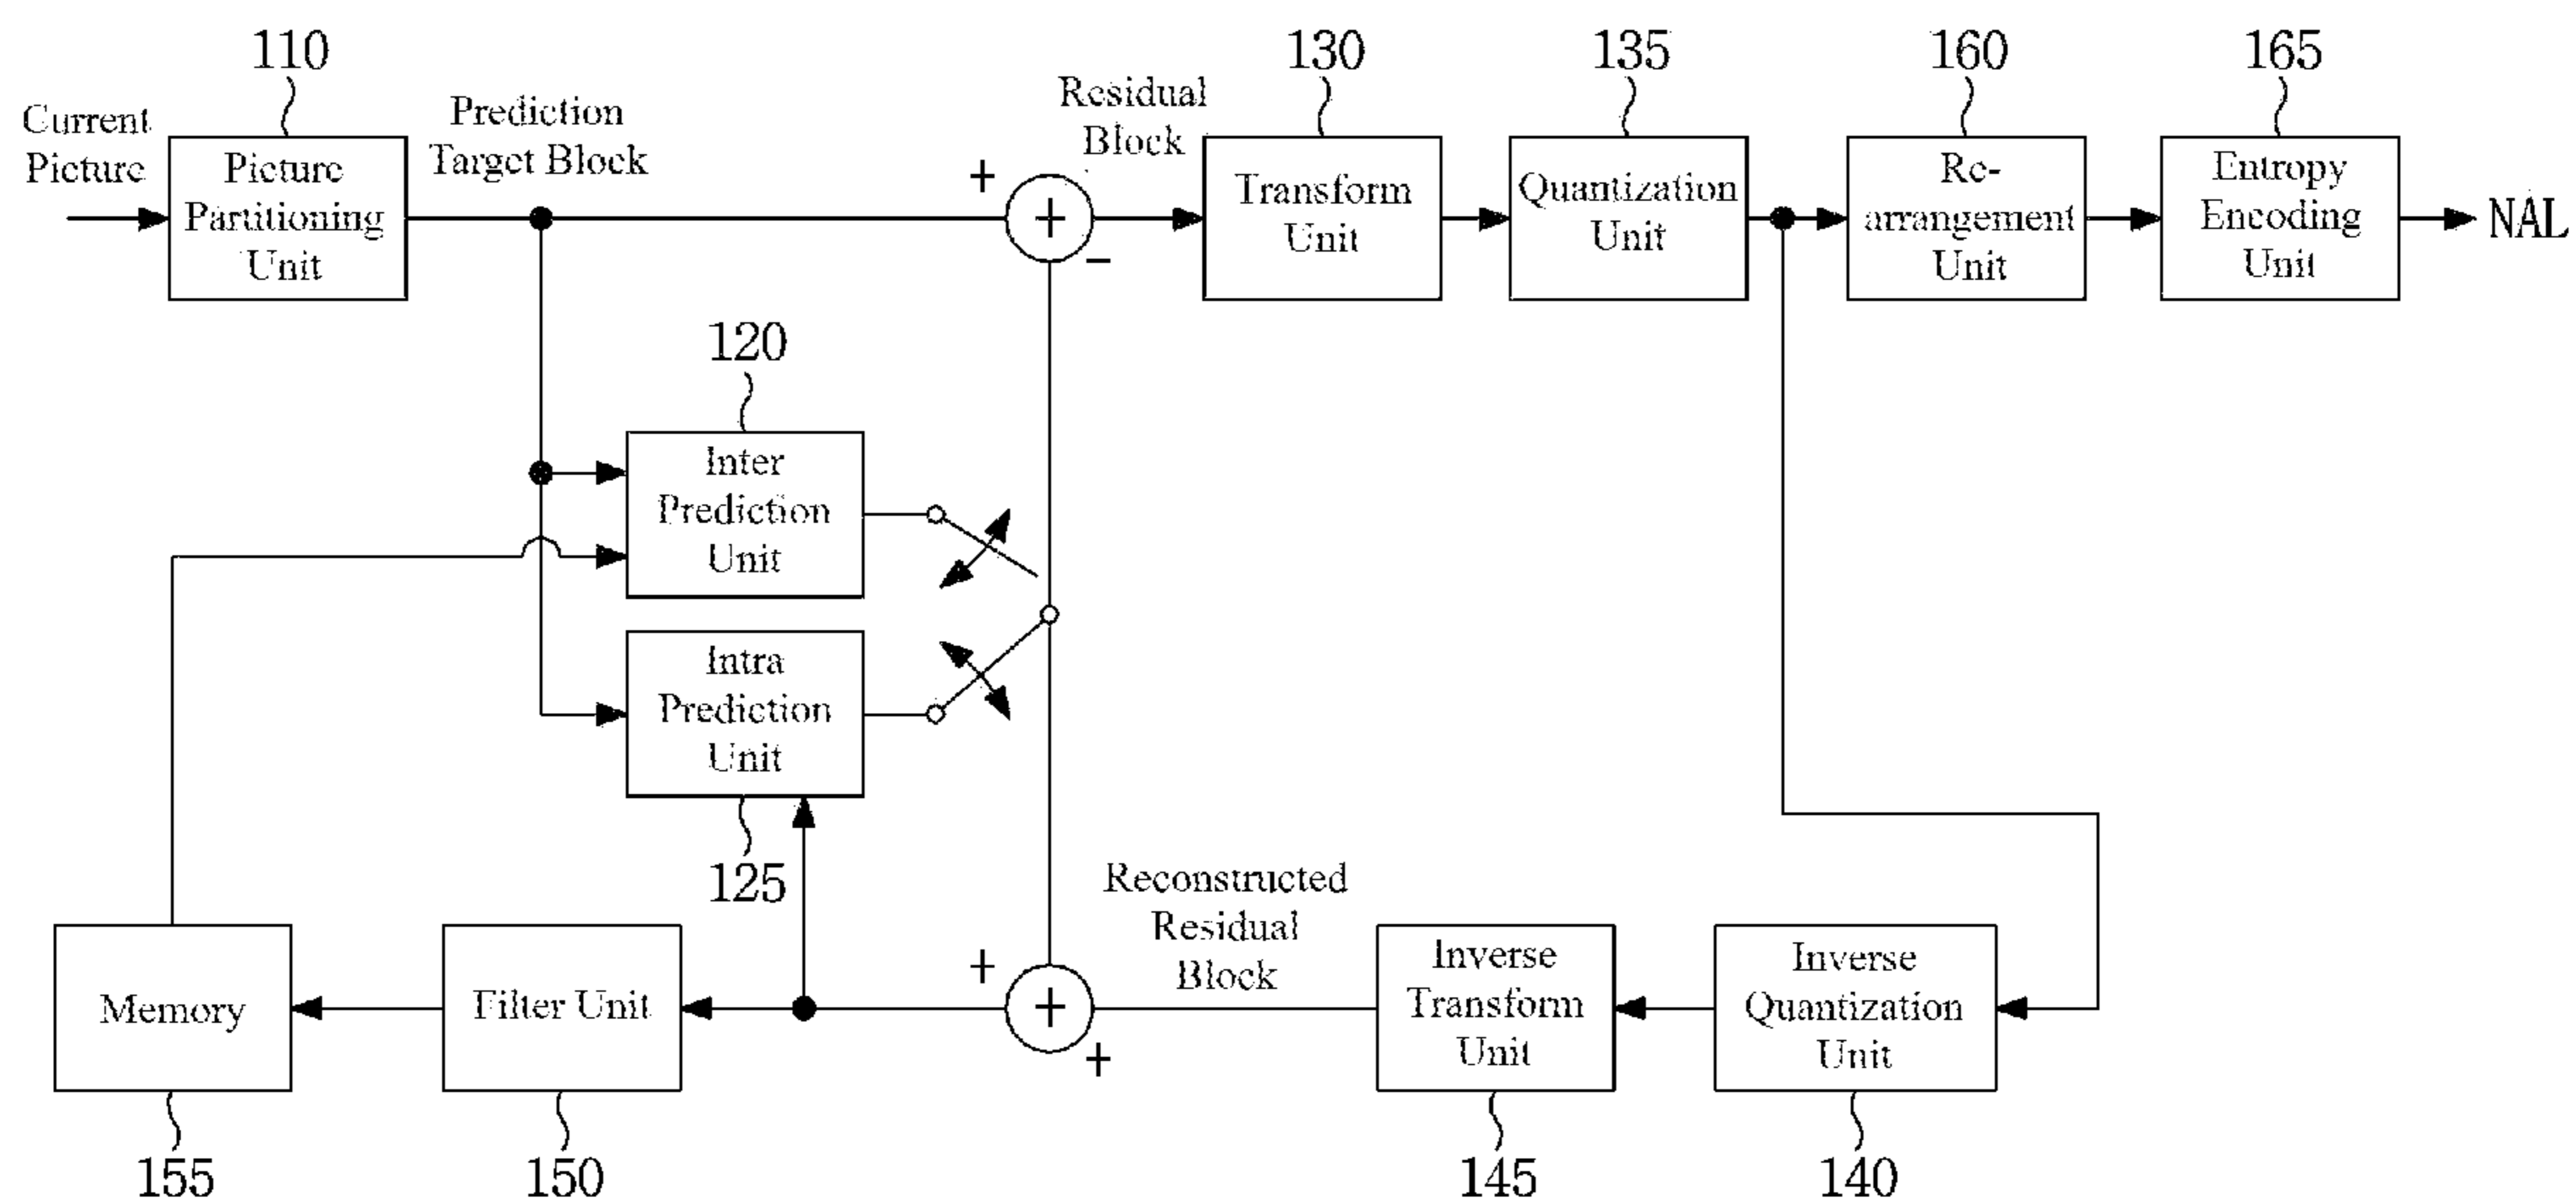 110
130
135
160
165
Current
Picture
Prediction
Target Block
Residual
Block
Picture
Partitioning
Unit
Transform
Unit
Quantization
Unit
Re-
arrangement
Unit
Entropy
Encoding
Unit
NAL
+
+
−
120
Inter
Prediction
Unit
Intra
Prediction
Unit
125
Reconstructed
Residual
Block
Memory
Filter Unit
+
+
+
Inverse
Transform
Unit
Inverse
Quantization
Unit
155
150
145
140